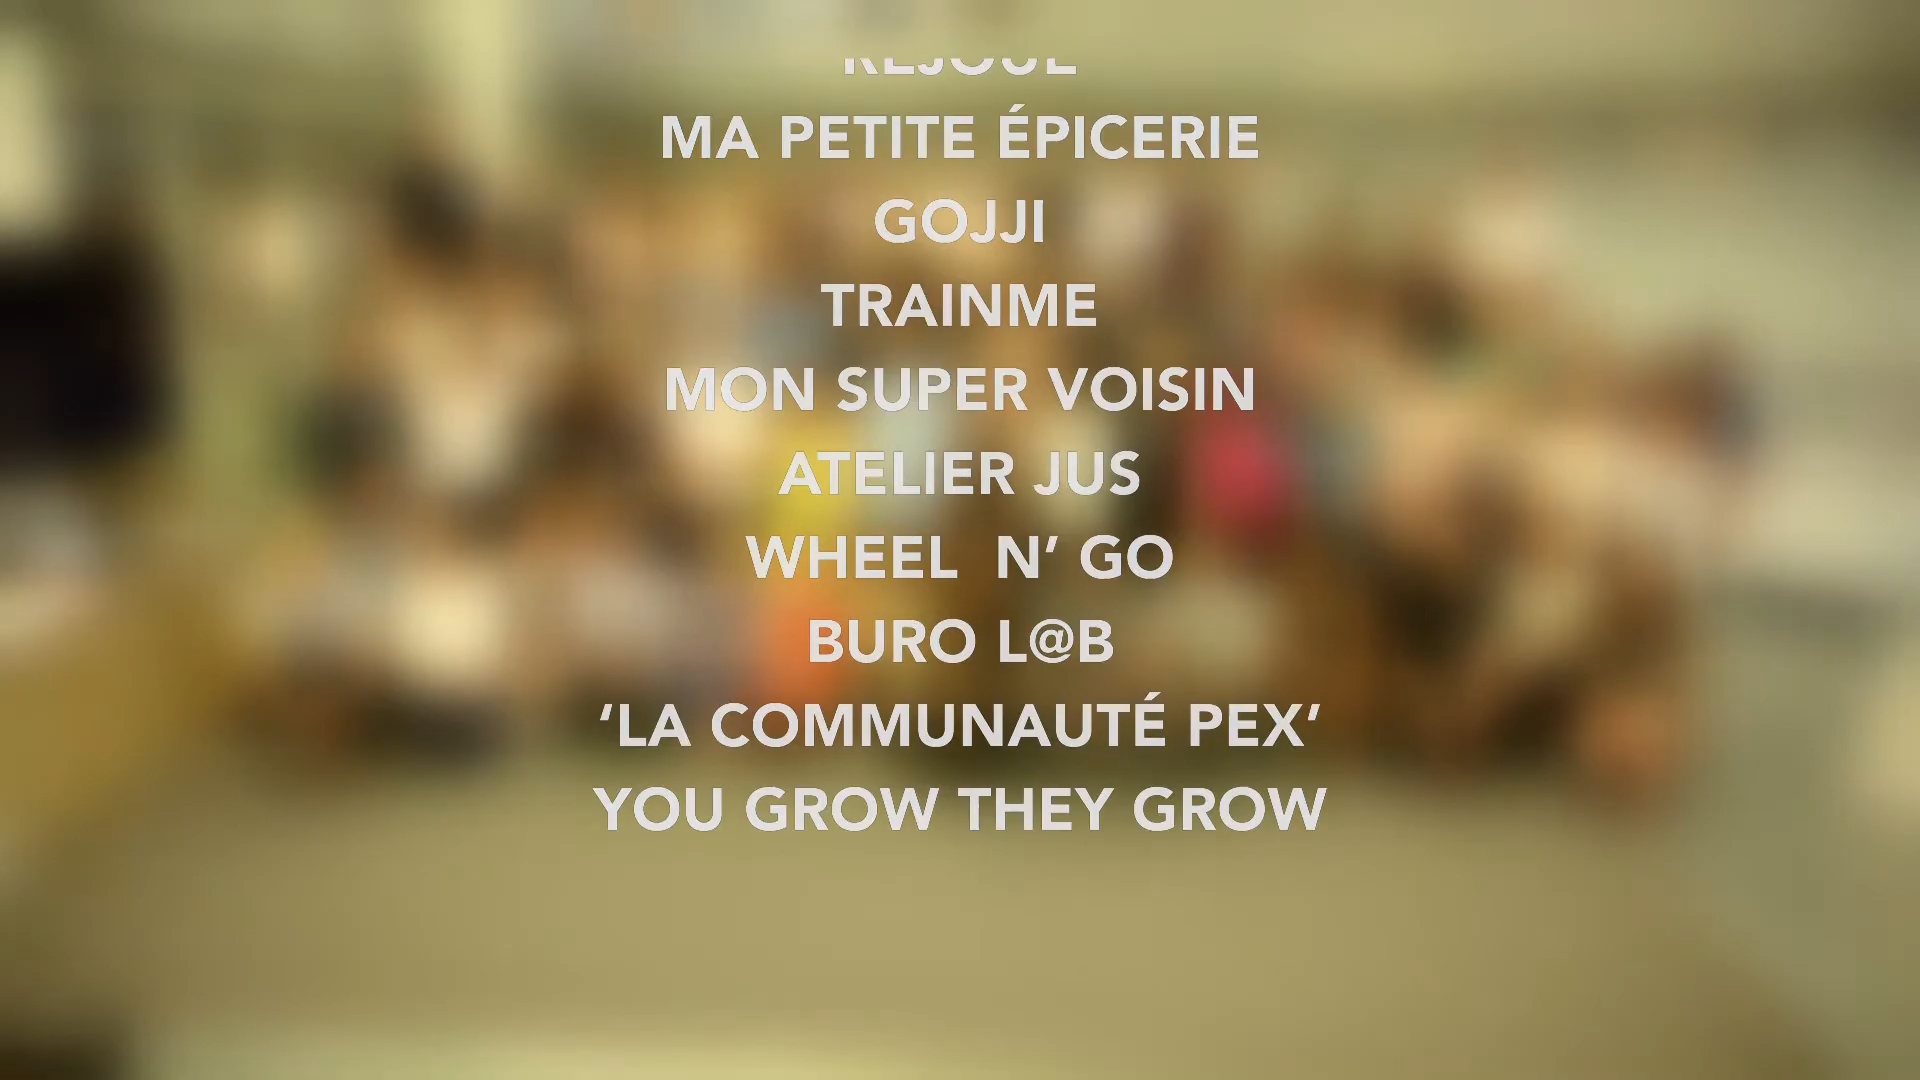 REJOUE
MA PETITE ÉPICERIE
GOJJI
TRAINME
MON SUPER VOISIN
ATELIER JUS
WHEEL  N’ GO
BURO L@B
‘LA COMMUNAUTÉ PEX’
YOU GROW THEY GROW